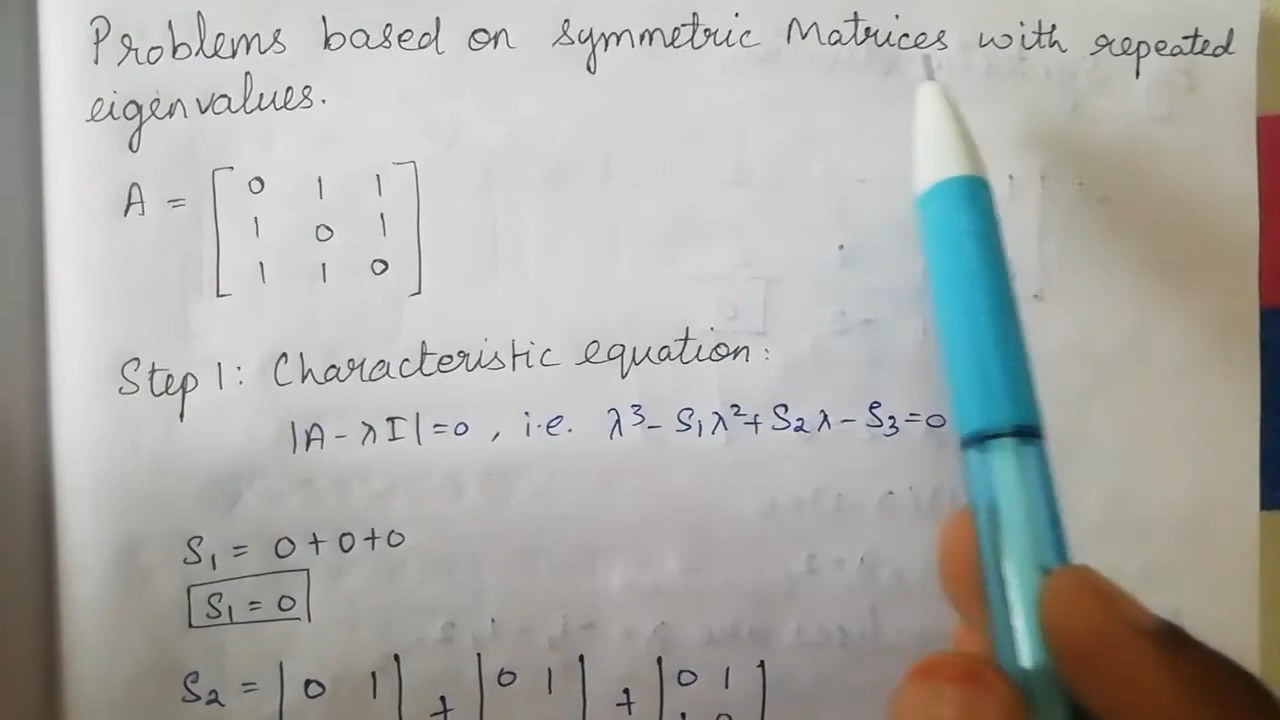 Problems based on symmetric Matrices with repeated
eigenvalues.
A = [ 0 1 1
1 0 1
1 1 0 ]
Step 1: Characteristic equation:
|A - λI| = 0 , i.e. λ³ - S₁λ² + S₂λ - S₃ = 0
S₁ = 0 + 0 + 0
S₁ = 0
S₂ = | 0 1 | + | 0 1 | + | 0 1 |